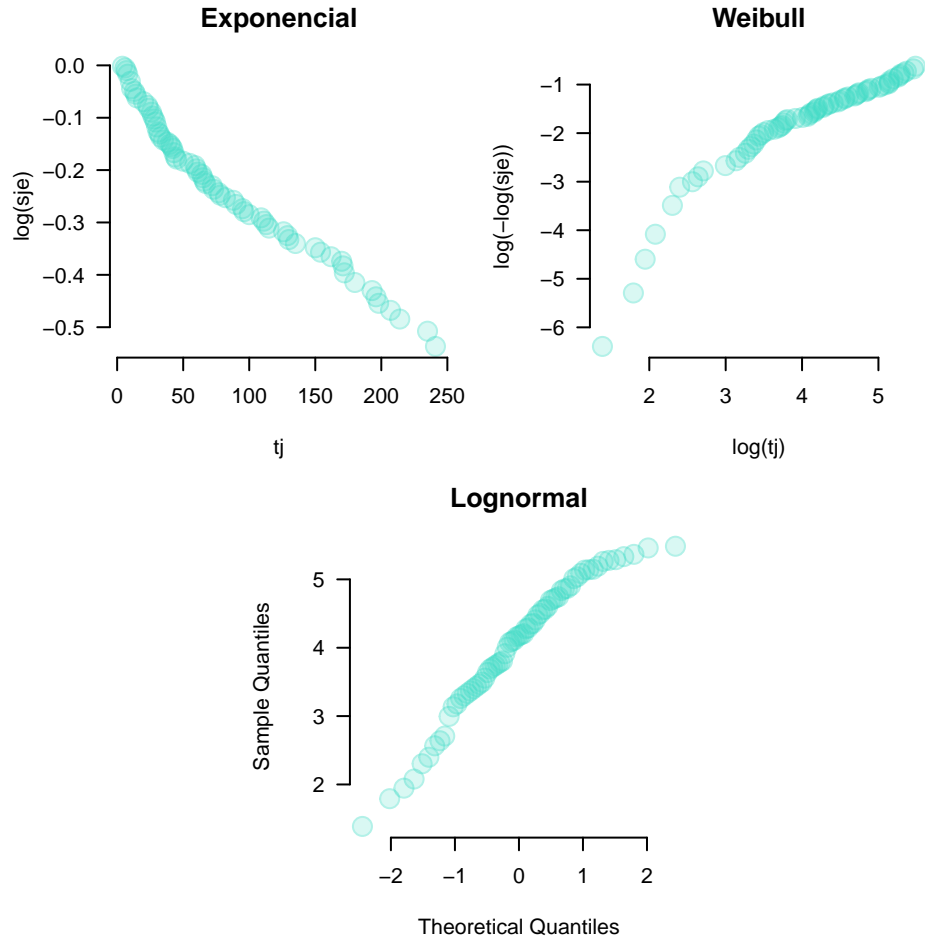 Exponencial
log(sje)
0.0
−0.1
−0.2
−0.3
−0.4
−0.5
0 50 100 150 200 250
tj
Weibull
log(−log(sje))
−1
−2
−3
−4
−5
−6
2 3 4 5
log(tj)
Lognormal
Sample Quantiles
5
4
3
2
−2 −1 0 1 2
Theoretical Quantiles